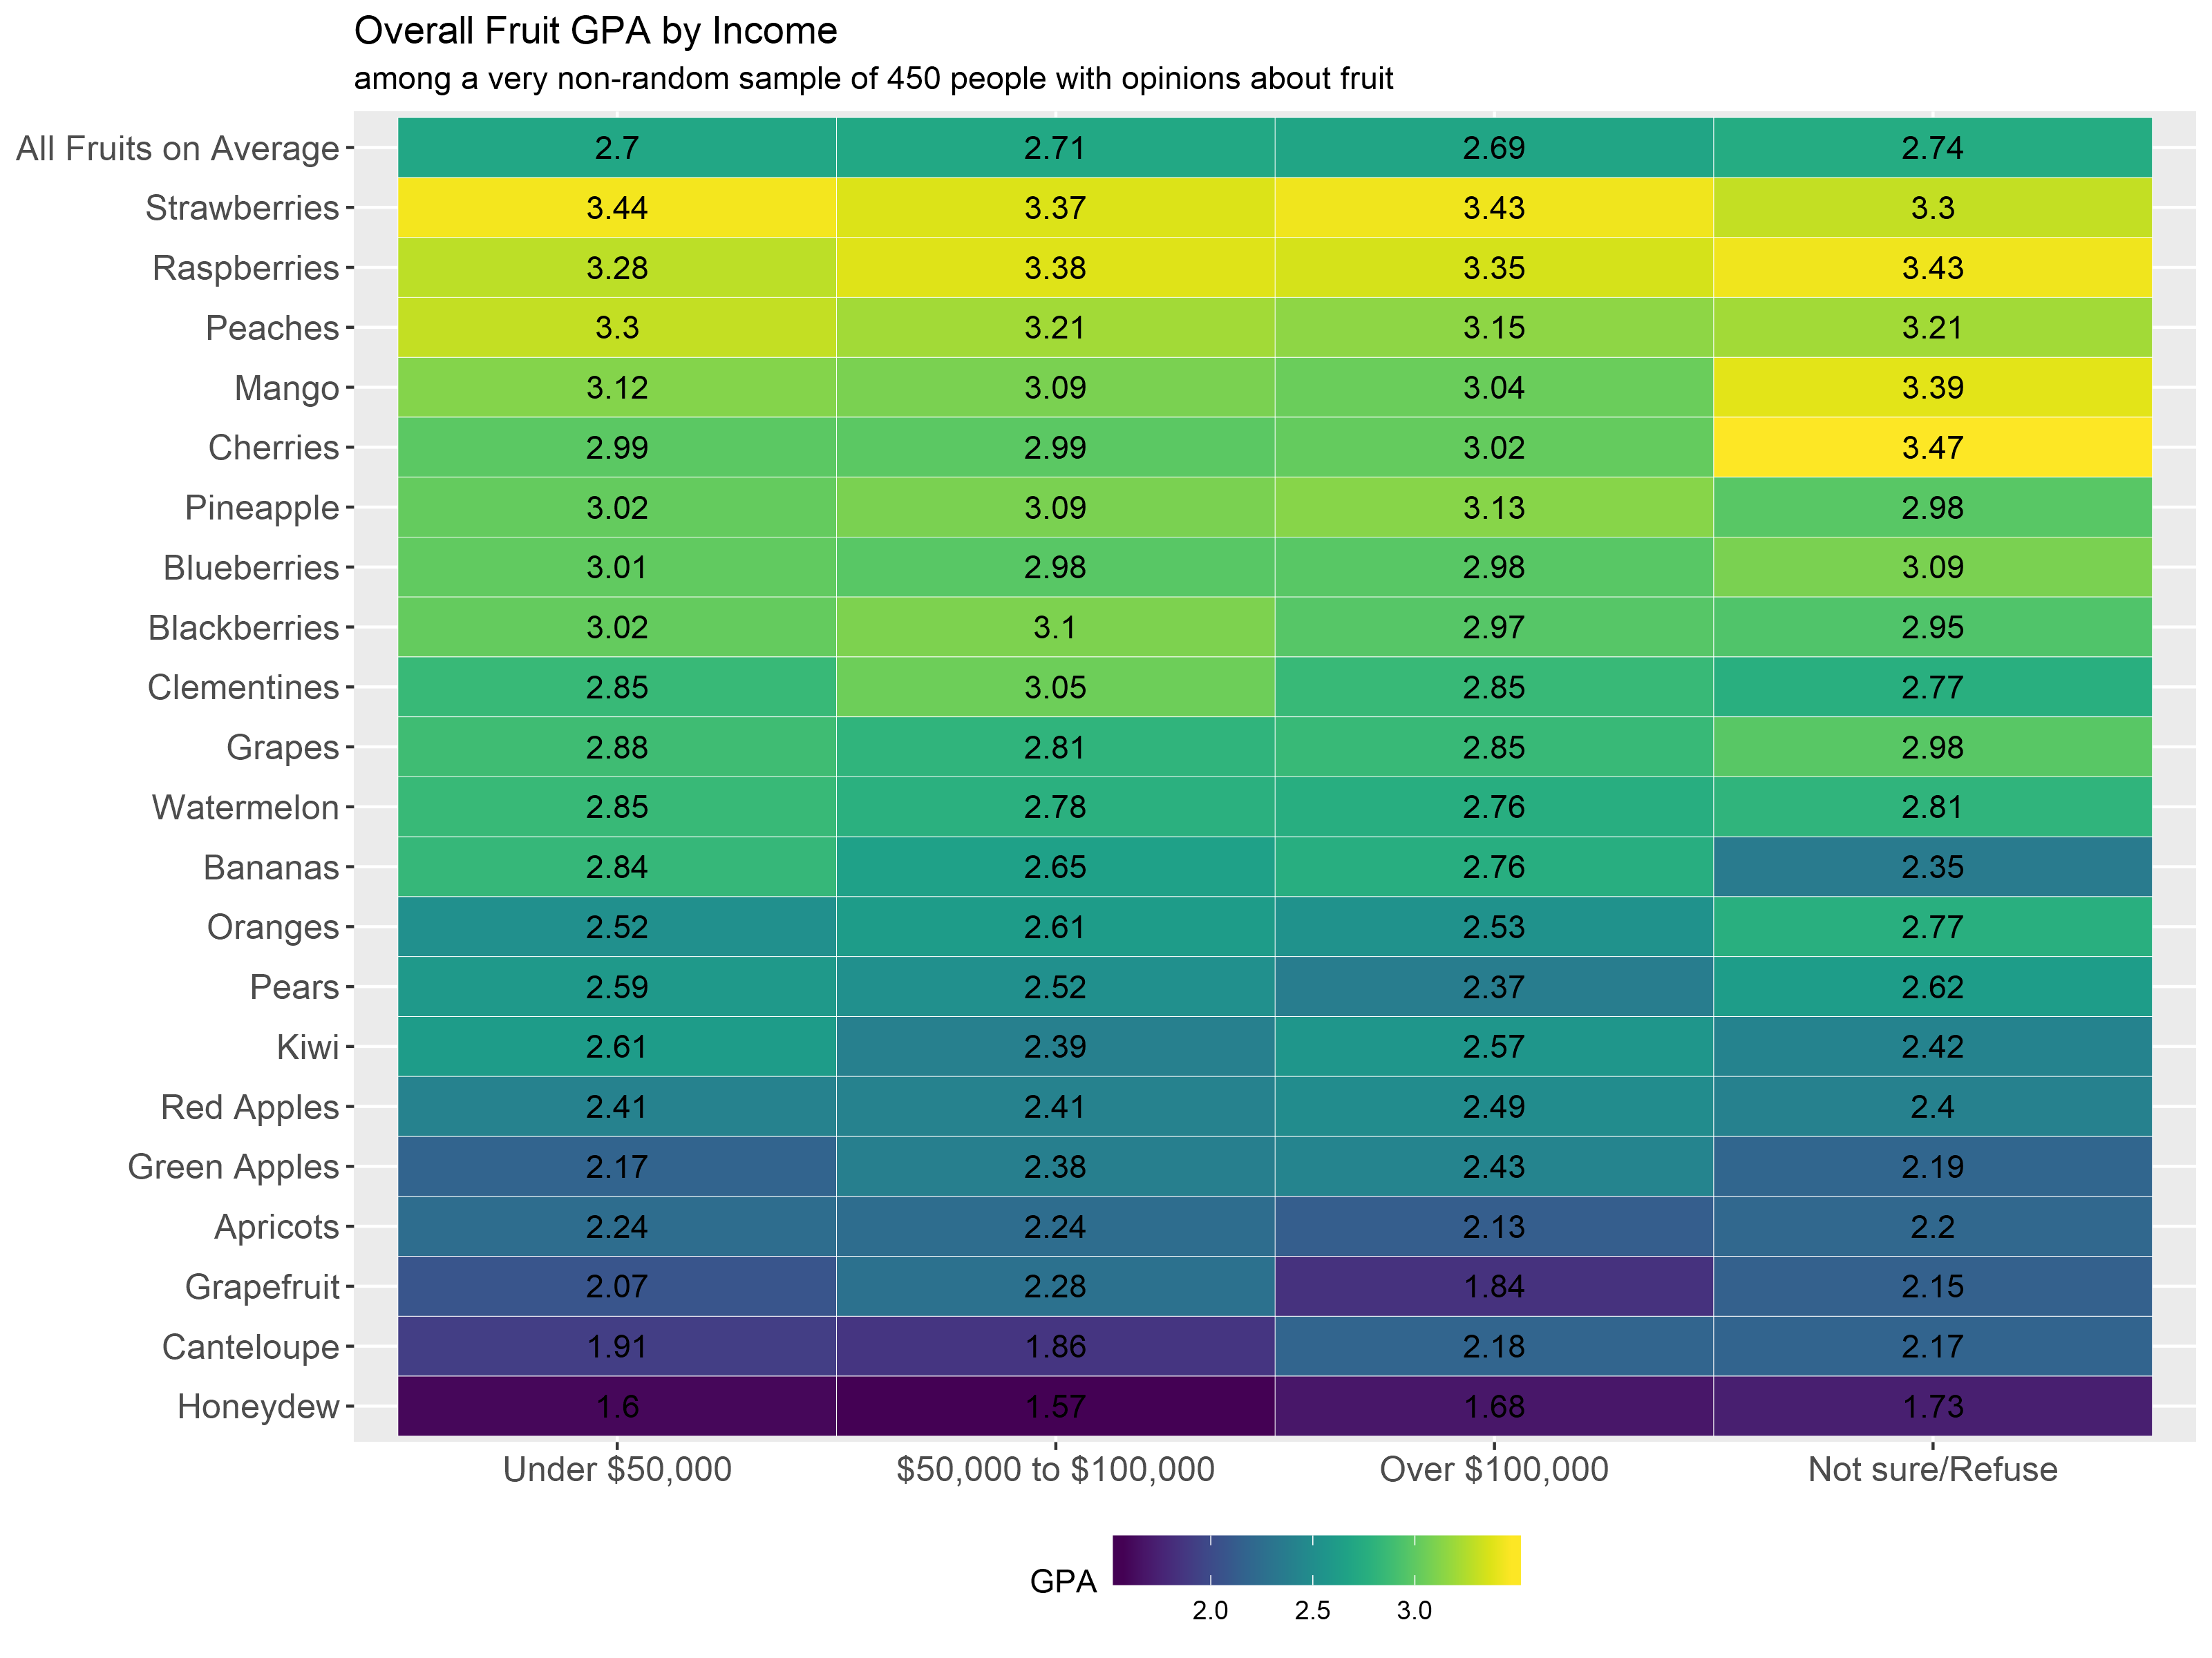 Overall Fruit GPA by Income
among a very non-random sample of 450 people with opinions about fruit
All Fruits on Average 2.7 2.71 2.69 2.74
Strawberries 3.44 3.37 3.43 3.3
Raspberries 3.28 3.38 3.35 3.43
Peaches 3.3 3.21 3.15 3.21
Mango 3.12 3.09 3.04 3.39
Cherries 2.99 2.99 3.02 3.47
Pineapple 3.02 3.09 3.13 2.98
Blueberries 3.01 2.98 2.98 3.09
Blackberries 3.02 3.1 2.97 2.95
Clementines 2.85 3.05 2.85 2.77
Grapes 2.88 2.81 2.85 2.98
Watermelon 2.85 2.78 2.76 2.81
Bananas 2.84 2.65 2.76 2.35
Oranges 2.52 2.61 2.53 2.77
Pears 2.59 2.52 2.37 2.62
Kiwi 2.61 2.39 2.57 2.42
Red Apples 2.41 2.41 2.49 2.4
Green Apples 2.17 2.38 2.43 2.19
Apricots 2.24 2.24 2.13 2.2
Grapefruit 2.07 2.28 1.84 2.15
Canteloupe 1.91 1.86 2.18 2.17
Honeydew 1.6 1.57 1.68 1.73
Under $50,000 $50,000 to $100,000 Over $100,000 Not sure/Refuse
GPA
2.0 2.5 3.0